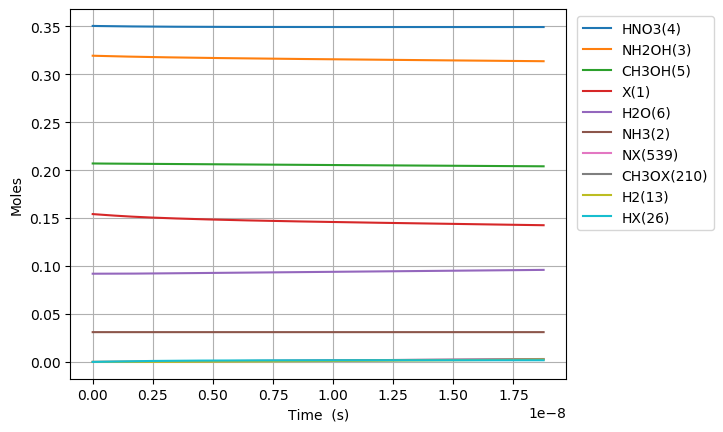 0.35
0.30
0.25
0.20
0.15
0.10
0.05
0.00
Moles
0.00 0.25 0.50 0.75 1.00 1.25 1.50 1.75
1e−8
Time (s)
HNO3(4)
NH2OH(3)
CH3OH(5)
X(1)
H2O(6)
NH3(2)
NX(539)
CH3OX(210)
H2(13)
HX(26)